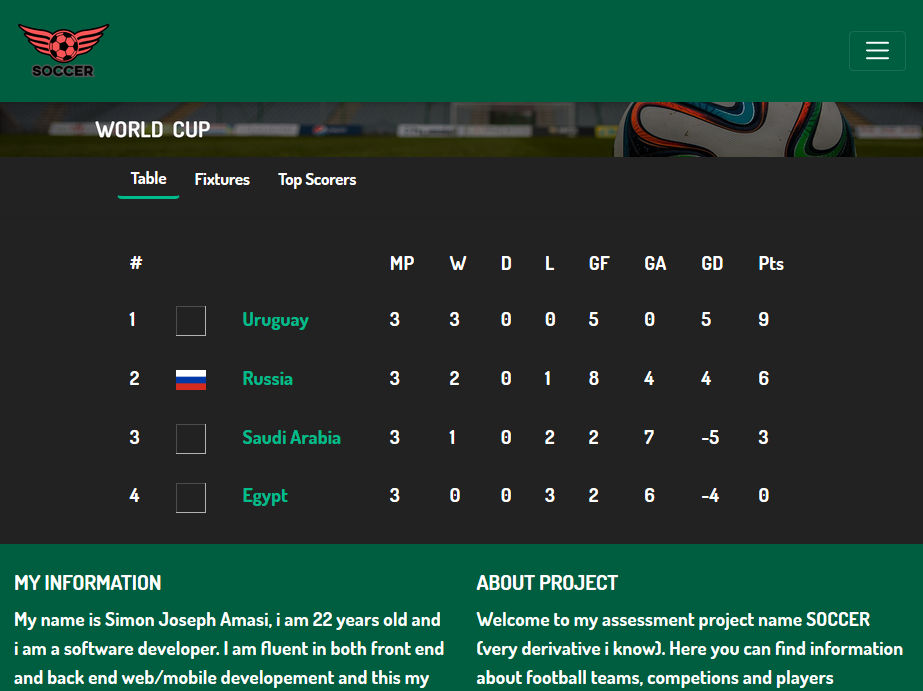 SOCCER
WORLD CUP
Table Fixtures Top Scorers
# MP W D L GF GA GD Pts
1 Uruguay 3 3 0 0 5 0 5 9
2 Russia 3 2 0 1 8 4 4 6
3 Saudi Arabia 3 1 0 2 2 7 -5 3
4 Egypt 3 0 0 3 2 6 -4 0
MY INFORMATION
My name is Simon Joseph Amasi, i am 22 years old and
i am a software developer. I am fluent in both front end
and back end web/mobile developement and this my
ABOUT PROJECT
Welcome to my assessment project name SOCCER
(very derivative i know). Here you can find information
about football teams, competions and players